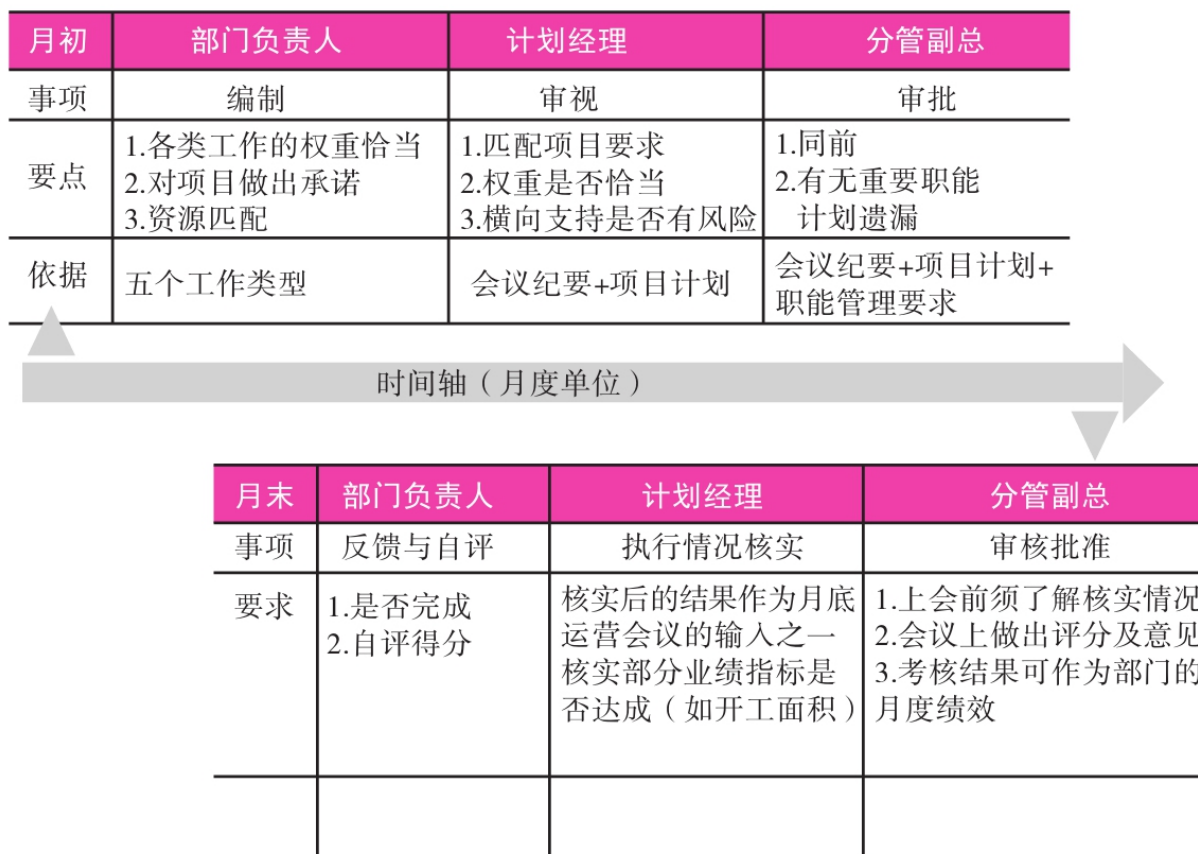 月初 部门负责人 计划经理 分管副总
事项 编制 审视 审批
要点
1.各类工作的权重恰当
2.对项目做出承诺
3.资源匹配
1.匹配项目要求
2.权重是否恰当
3.横向支持是否有风险
1.同前
2.有无重要职能
计划遗漏
依据
五个工作类型
会议纪要+项目计划
会议纪要+项目计划+
职能管理要求
时间轴（月度单位）
月末 部门负责人 计划经理 分管副总
事项 反馈与自评 执行情况核实 审核批准
要求
1.是否完成
2.自评得分
核实后的结果作为月底
运营会议的输入之一
核实部分业绩指标是
否达成（如开工面积）
1.上会前须了解核实情况
2.会议上做出评分及意见
3.考核结果可作为部门的
月度绩效